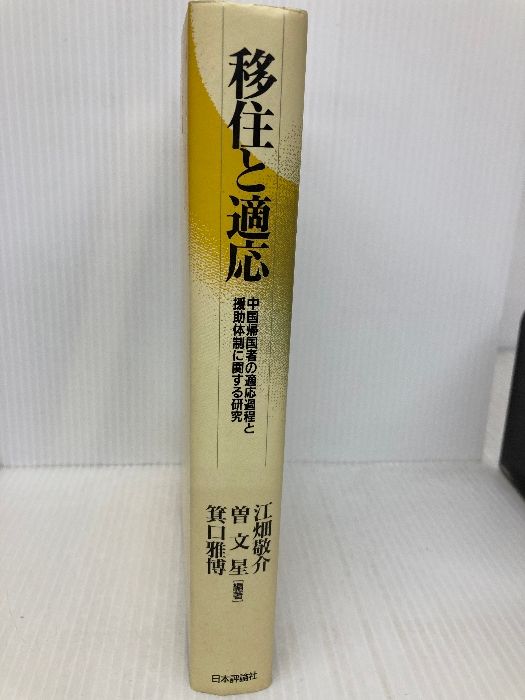 移住と適応
中国帰国者の適応過程と
援助体制に関する研究
江畑敬介
曽文星
箕口雅博
[編著]
日本評論社